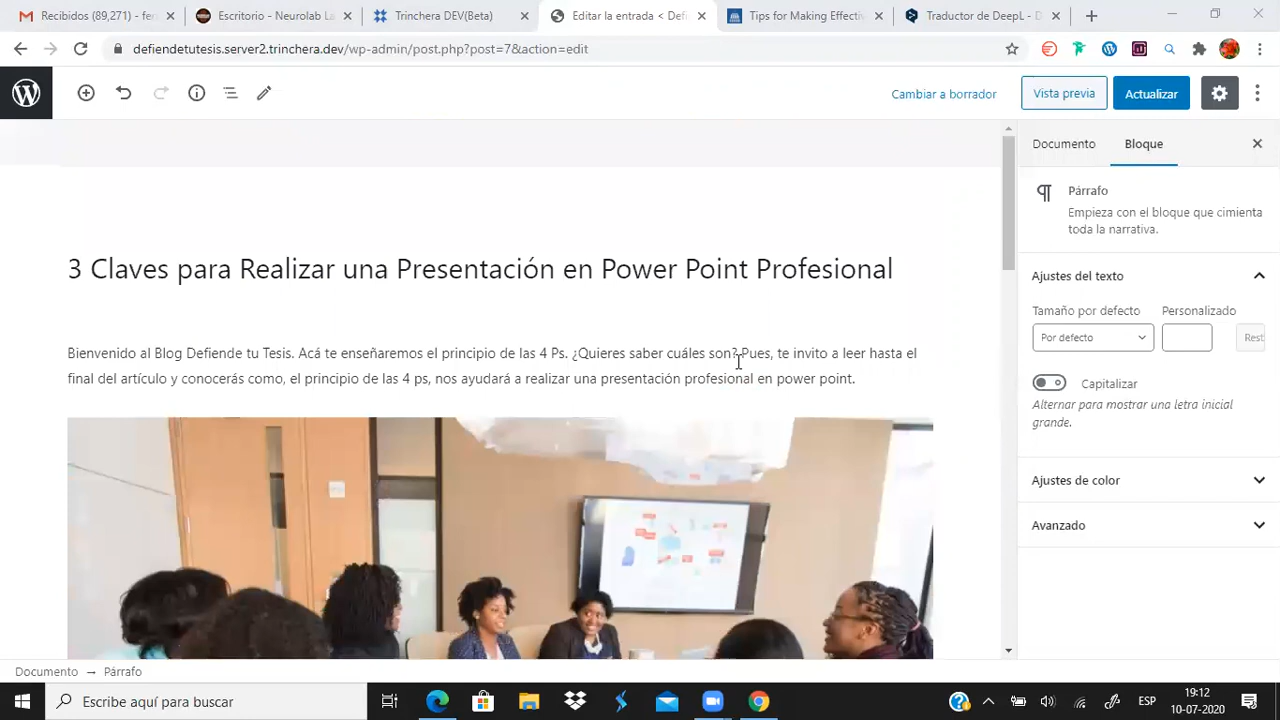 Recibidos (89,271) - fer
Escritorio ‹ Neurolab La
Trinchera DEV(Beta)
Editar la entrada ‹ Defi
Tips for Making Effectiv
Traductor de DeepL - D
defiendetutesis.server2.trinchera.dev/wp-admin/post.php?post=7&action=edit
Cambiar a borrador
Vista previa
Actualizar
Documento
Bloque
Párrafo
Empieza con el bloque que cimienta
toda la narrativa.
3 Claves para Realizar una Presentación en Power Point Profesional
Ajustes del texto
Tamaño por defecto
Personalizado
Por defecto
Rest
Bienvenido al Blog Defiende tu Tesis. Acá te enseñaremos el principio de las 4 Ps. ¿Quieres saber cuáles son? Pues, te invito a leer hasta el
final del artículo y conocerás como, el principio de las 4 ps, nos ayudará a realizar una presentación profesional en power point.
Capitalizar
Alternar para mostrar una letra inicial
grande.
Ajustes de color
Avanzado
Documento → Párrafo
Escribe aquí para buscar
ESP
19:12
10-07-2020